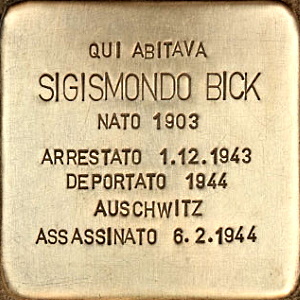 QUI ABITAVA
SIGISMONDO BICK
NATO 1903
ARRESTATO 1.12.1943
DEPORTATO 1944
AUSCHWITZ
ASSASSINATO 6.2.1944